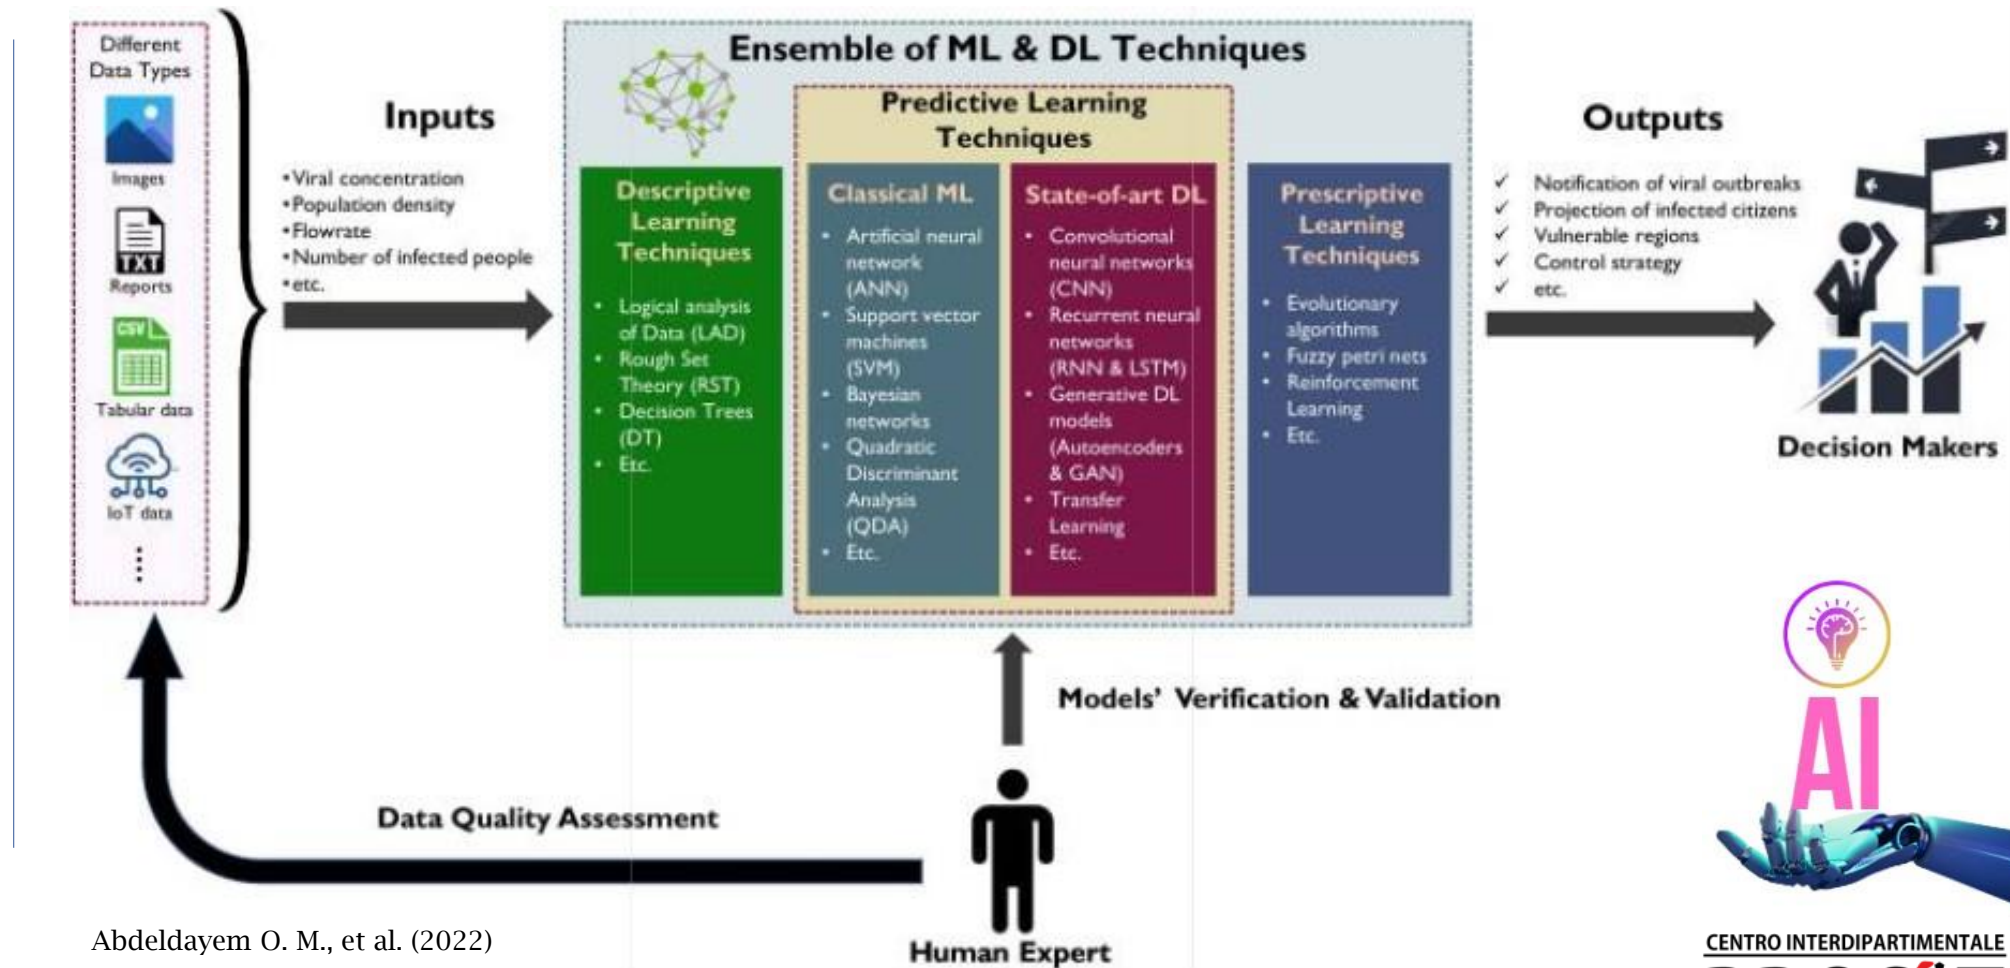 Different
Data Types
Images
TXT
Reports
CSV
Tabular data
IoT data
Inputs
•Viral concentration
•Population density
•Flowrate
•Number of infected people
•etc.
Ensemble of ML & DL Techniques
Predictive Learning
Techniques
Descriptive
Learning
Techniques
• Logical analysis
of Data (LAD)
• Rough Set
Theory (RST)
• Decision Trees
(DT)
• Etc.
Classical ML
• Artificial neural
network
(ANN)
• Support vector
machines
(SVM)
• Bayesian
networks
• Quadratic
Discriminant
Analysis
(QDA)
• Etc.
State-of-art DL
• Convolutional
neural networks
(CNN)
• Recurrent neural
networks
(RNN & LSTM)
• Generative DL
models
(Autoencoders
& GAN)
• Transfer
Learning
• Etc.
Prescriptive
Learning
Techniques
• Evolutionary
algorithms
• Fuzzy petri nets
• Reinforcement
Learning
• Etc.
Outputs
✓ Notification of viral outbreaks
✓ Projection of infected citizens
✓ Vulnerable regions
✓ Control strategy
✓ etc.
Decision Makers
Models' Verification & Validation
Data Quality Assessment
Human Expert
AI
Abdeldayem O. M., et al. (2022)
CENTRO INTERDIPARTIMENTALE